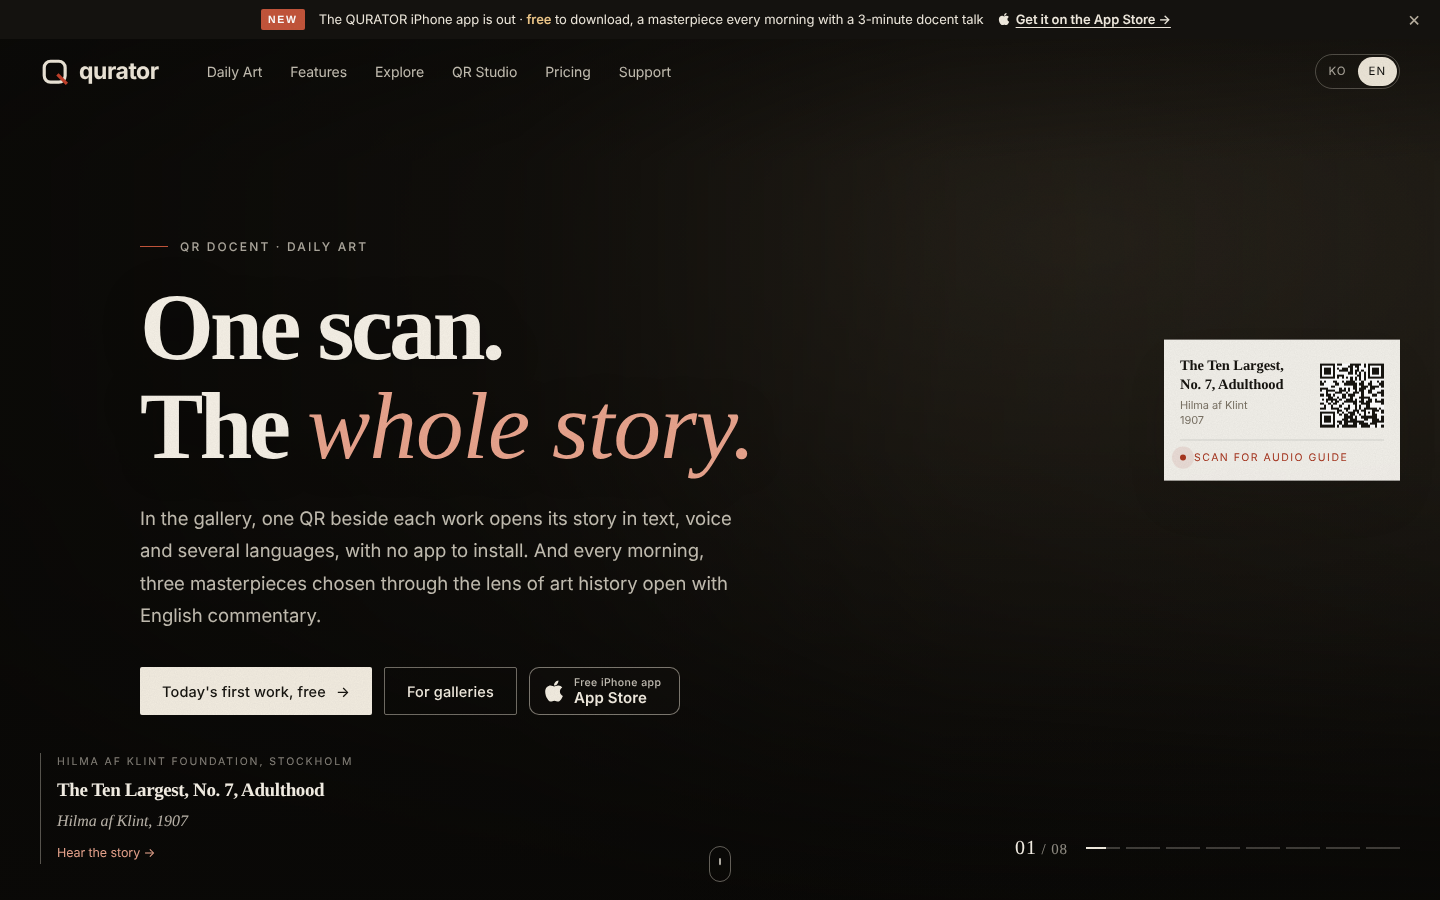 NEW The QURATOR iPhone app is out · free to download, a masterpiece every morning with a 3-minute docent talk Get it on the App Store → ✕
qurator Daily Art Features Explore QR Studio Pricing Support KO EN
QR DOCENT · DAILY ART
One scan.
The whole story.
In the gallery, one QR beside each work opens its story in text, voice
and several languages, with no app to install. And every morning,
three masterpieces chosen through the lens of art history open with
English commentary.
Today's first work, free →
For galleries
Free iPhone app
App Store
The Ten Largest,
No. 7, Adulthood
Hilma af Klint
1907
SCAN FOR AUDIO GUIDE
HILMA AF KLINT FOUNDATION, STOCKHOLM
The Ten Largest, No. 7, Adulthood
Hilma af Klint, 1907
Hear the story →
01 / 08